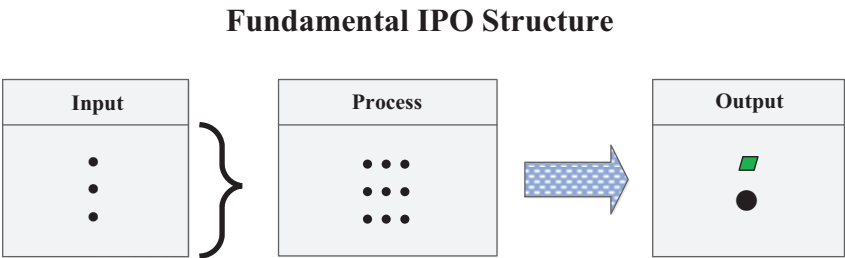 Fundamental IPO Structure
Input
Process
Output